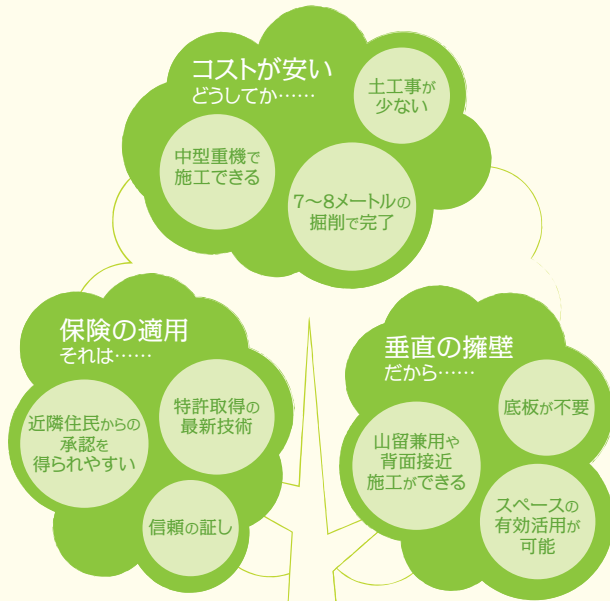 コストが安い
どうしてか……
土工事が
少ない
中型重機で
施工できる
7〜8メートルの
掘削で完了
保険の適用
それは……
近隣住民からの
承認を
得られやすい
特許取得の
最新技術
信頼の証し
垂直の擁壁
だから……
底板が不要
山留兼用や
背面接近
施工ができる
スペースの
有効活用が
可能